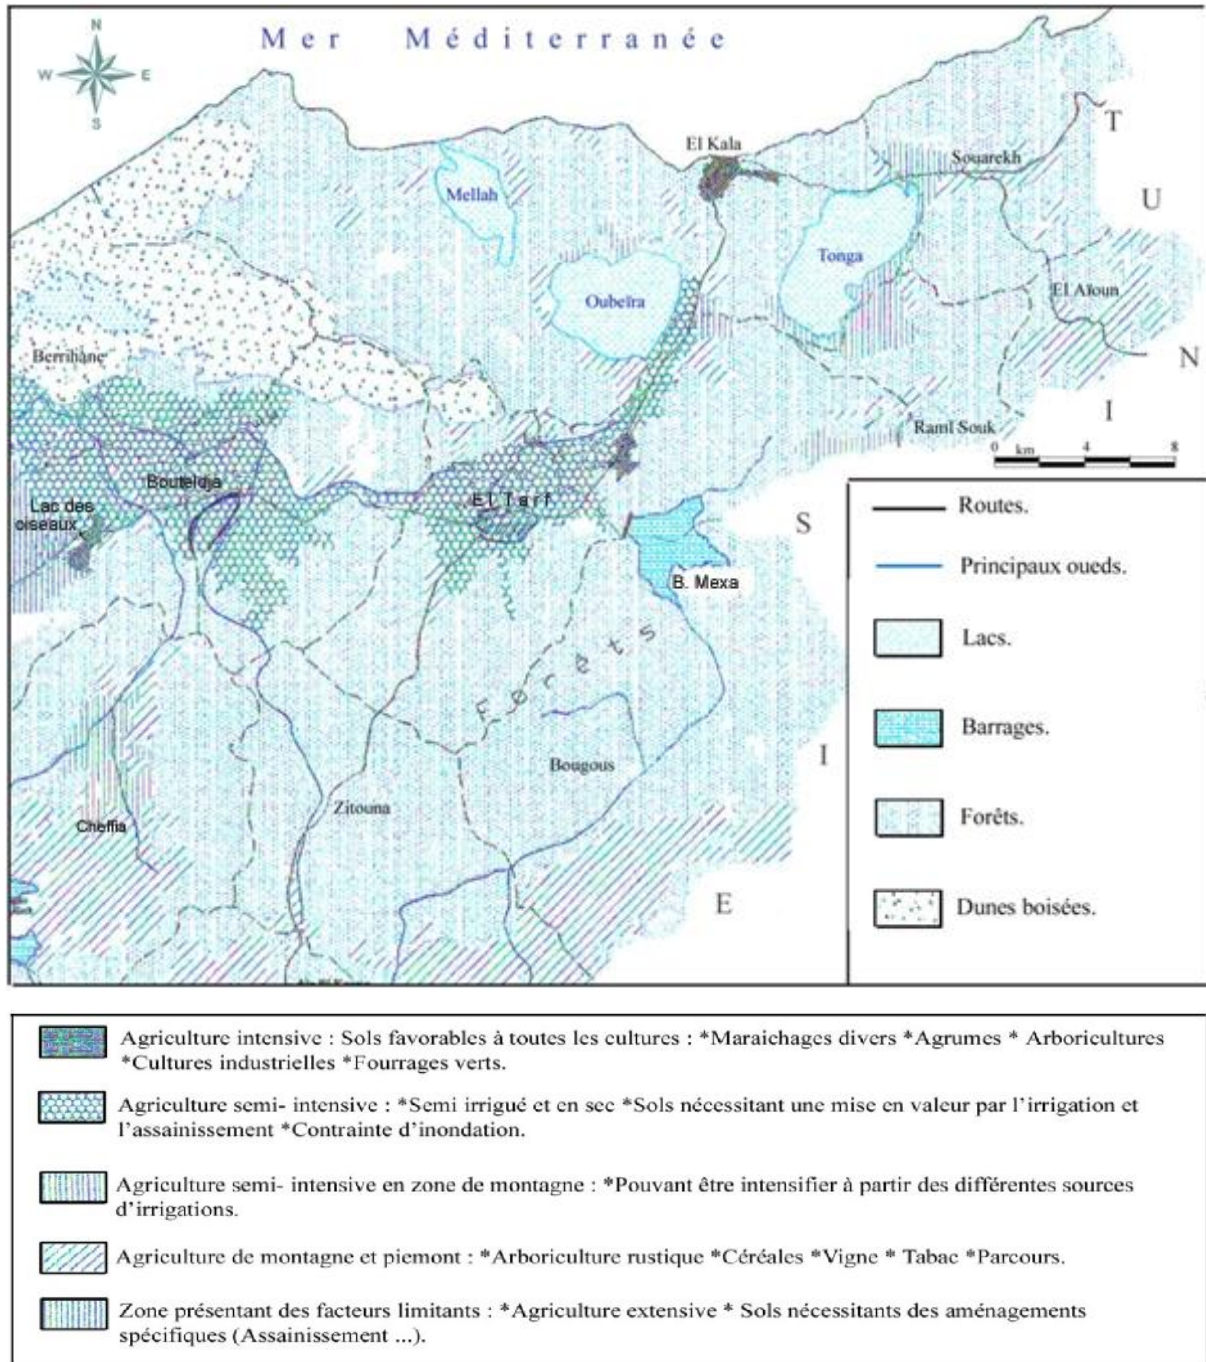 Mer Méditerranée
N
W E
S
El Kala
Souarekh
T
U
N
I
S
I
E
Mellah
Tonga
Oubeïra
El Aïoun
Berrihane
Raml Souk
0 km 4 8
Bouteldja
El Tarf
Lac des
oiseaux
B. Mexa
Forêts
Bougous
Zitouna
Cheffia
Routes.
Principaux oueds.
Lacs.
Barrages.
Forêts.
Dunes boisées.
Agriculture intensive : Sols favorables à toutes les cultures : *Maraichages divers *Agrumes * Arboricultures
*Cultures industrielles *Fourrages verts.
Agriculture semi- intensive : *Semi irrigué et en sec *Sols nécessitant une mise en valeur par l'irrigation et
l'assainissement *Contrainte d'inondation.
Agriculture semi- intensive en zone de montagne : *Pouvant être intensifier à partir des différentes sources
d'irrigations.
Agriculture de montagne et piemont : *Arboriculture rustique *Céréales *Vigne * Tabac *Parcours.
Zone présentant des facteurs limitants : *Agriculture extensive * Sols nécessitants des aménagements
spécifiques (Assainissement ...).